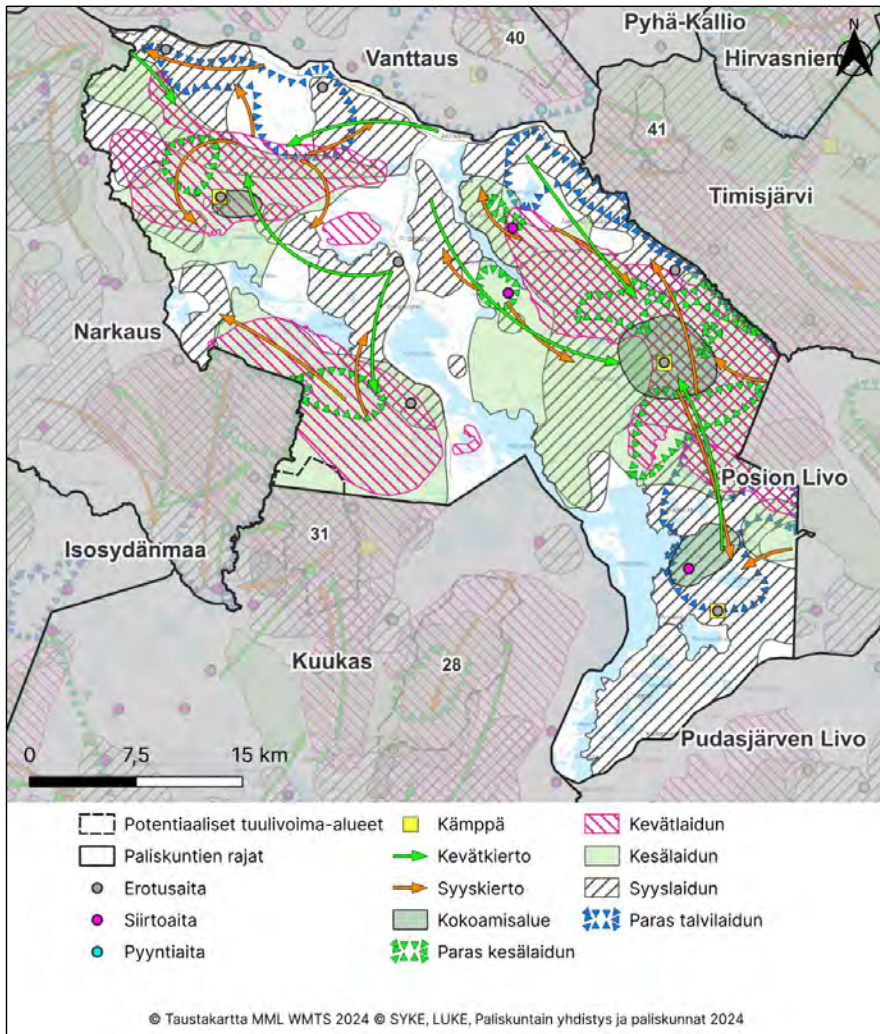 Pyhä-Kallio
N
40
Vanttaus
Hirvasniemi
41
Timisjärvi
Narkaus
Posion Livo
31
Isosydänmaa
Kuukas
28
Pudasjärven Livo
0 7,5 15 km
Potentiaaliset tuulivoima-alueet
Paliskuntien rajat
Erotusaita
Siirtoaita
Pyyntiaita
Kämppä
Kevätkierto
Syyskierto
Kokoamisalue
Paras kesälaidun
Kevätlaidun
Kesälaidun
Syyslaidun
Paras talvilaidun
© Taustakartta MML WMTS 2024 © SYKE, LUKE, Paliskuntain yhdistys ja paliskunnat 2024